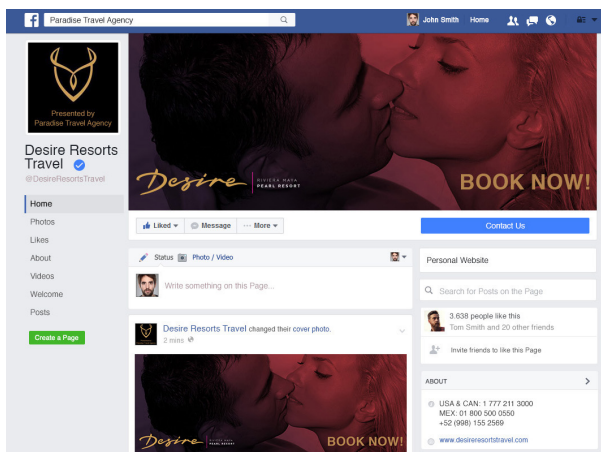 Paradise Travel Agency
John Smith
Home
Presented by
Paradise Travel Agency
Desire Resorts
Travel
@DesireResortsTravel
Home
Photos
Likes
About
Videos
Welcome
Posts
Create a Page
Desire
RIVIERA MAYA
PEARL RESORT
BOOK NOW!
Liked
Message
··· More
Contact Us
Status
Photo / Video
Write something on this Page...
Desire Resorts Travel changed their cover photo.
2 mins
Desire
RIVIERA MAYA
PEARL RESORT
BOOK NOW!
Personal Website
Search for Posts on the Page
3.638 people like this
Tom Smith and 20 other friends
Invite friends to like this Page
ABOUT
USA & CAN: 1 777 211 3000
MEX: 01 800 500 0550
+52 (998) 155 2569
www.desireresortstravel.com